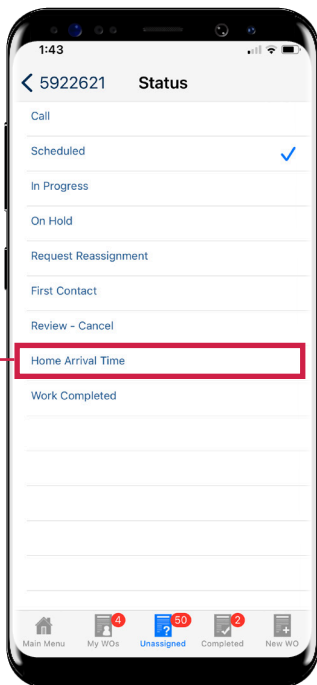 1:43
5922621 Status
Call
Scheduled
In Progress
On Hold
Request Reassignment
First Contact
Review - Cancel
Home Arrival Time
Work Completed
4 50 2
Main Menu My WOs Unassigned Completed New WO